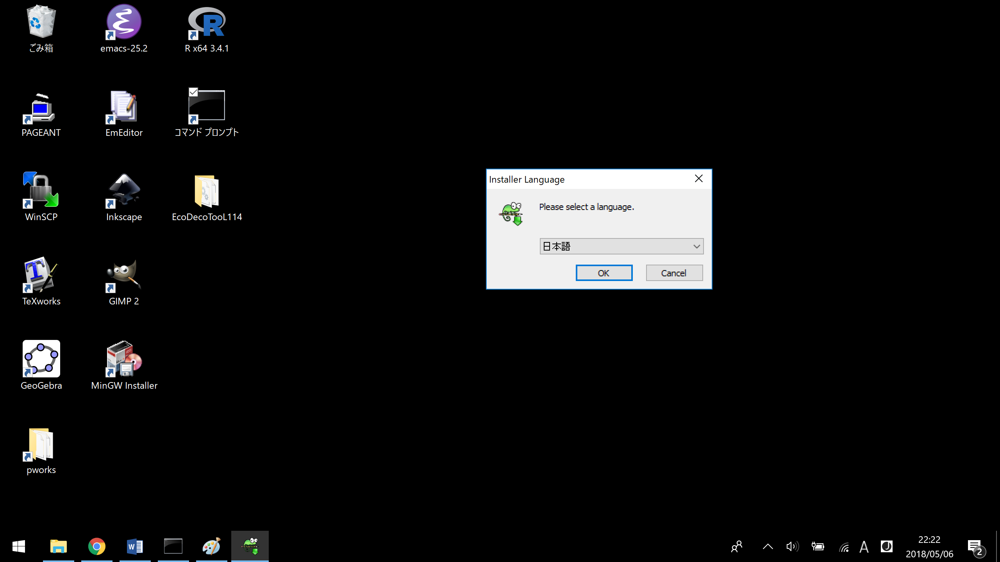 ごみ箱
emacs-25.2
R x64 3.4.1
PAGEANT
EmEditor
コマンド プロンプト
WinSCP
Inkscape
EcoDecoTooL114
TeXworks
GIMP 2
GeoGebra
MinGW Installer
pworks
Installer Language
Please select a language.
日本語
OK
Cancel
A
J
22:22
2018/05/06
2